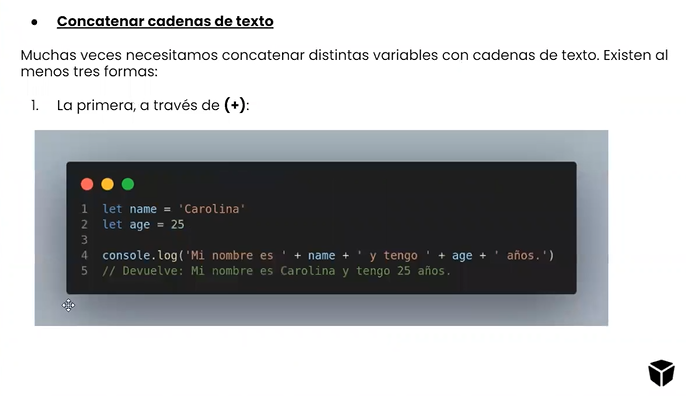 ● Concatenar cadenas de texto
Muchas veces necesitamos concatenar distintas variables con cadenas de texto. Existen al
menos tres formas:
1. La primera, a través de (+):
1 let name = 'Carolina'
2 let age = 25
3
4 console.log('Mi nombre es ' + name + ' y tengo ' + age + ' años.')
5 // Devuelve: Mi nombre es Carolina y tengo 25 años.